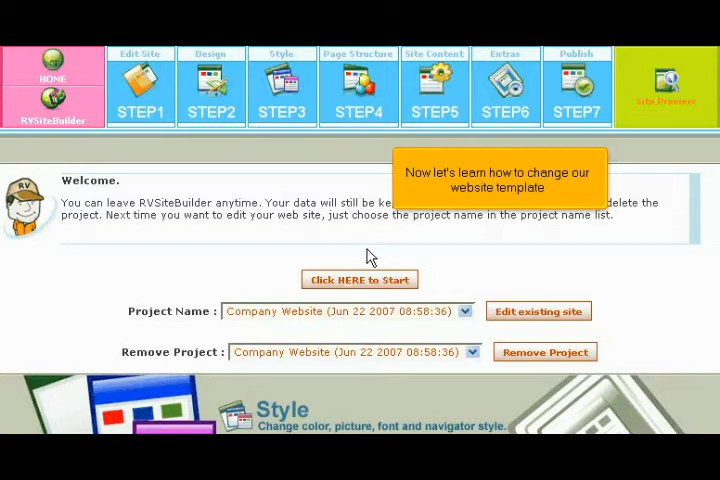 HOME
RVSiteBuilder
Edit Site
STEP1
Design
STEP2
Style
STEP3
Page Structure
STEP4
Site Content
STEP5
Extras
STEP6
Publish
STEP7
Site Preview
Now let's learn how to change our
website template
RV
Welcome.
You can leave RVSiteBuilder anytime. Your data will still be delete the
project. Next time you want to edit your web site, just choose the project name in the project name list.
Click HERE to Start
Project Name : Company Website (Jun 22 2007 08:58:36) Edit existing site
Remove Project : Company Website (Jun 22 2007 08:58:36) Remove Project
Style
Change color, picture, font and navigator style.